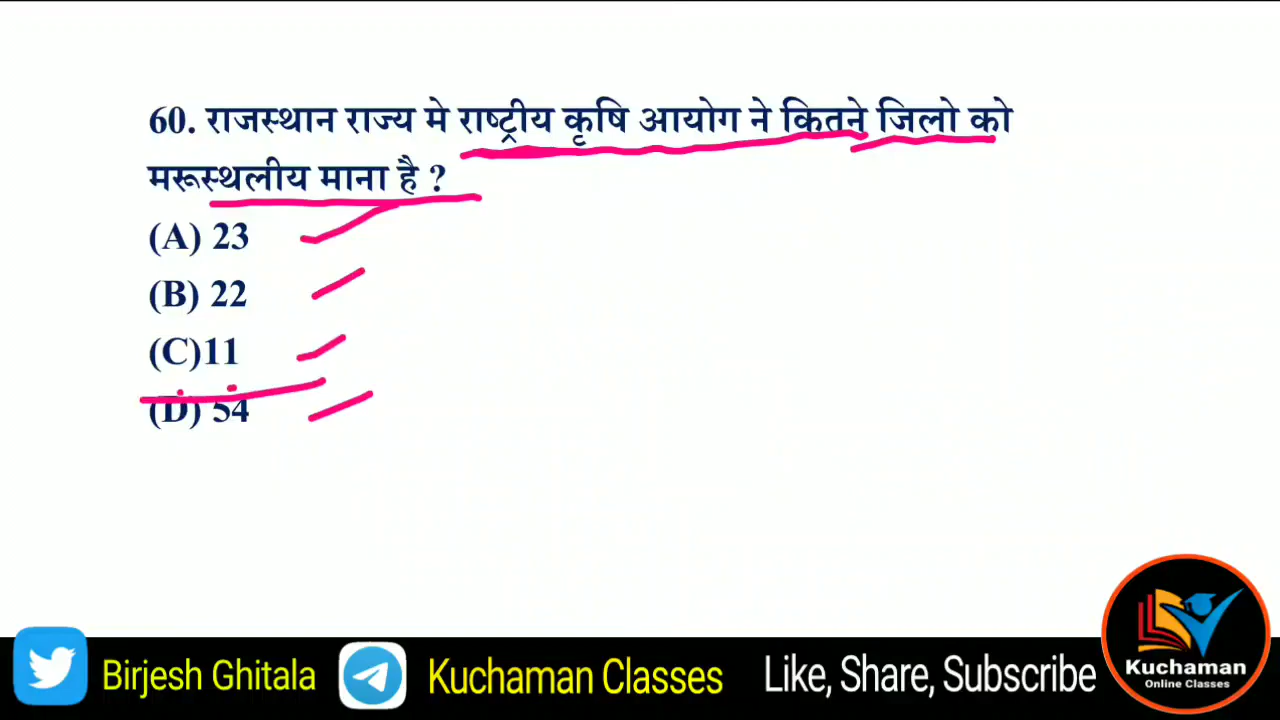 60. राजस्थान राज्य मे राष्ट्रीय कृषि आयोग ने कितने जिलो को
मरूस्थलीय माना है ?
(A) 23
(B) 22
(C)11
(D) 54
Birjesh Ghitala
Kuchaman Classes
Like, Share, Subscribe
Kuchaman
Online Classes